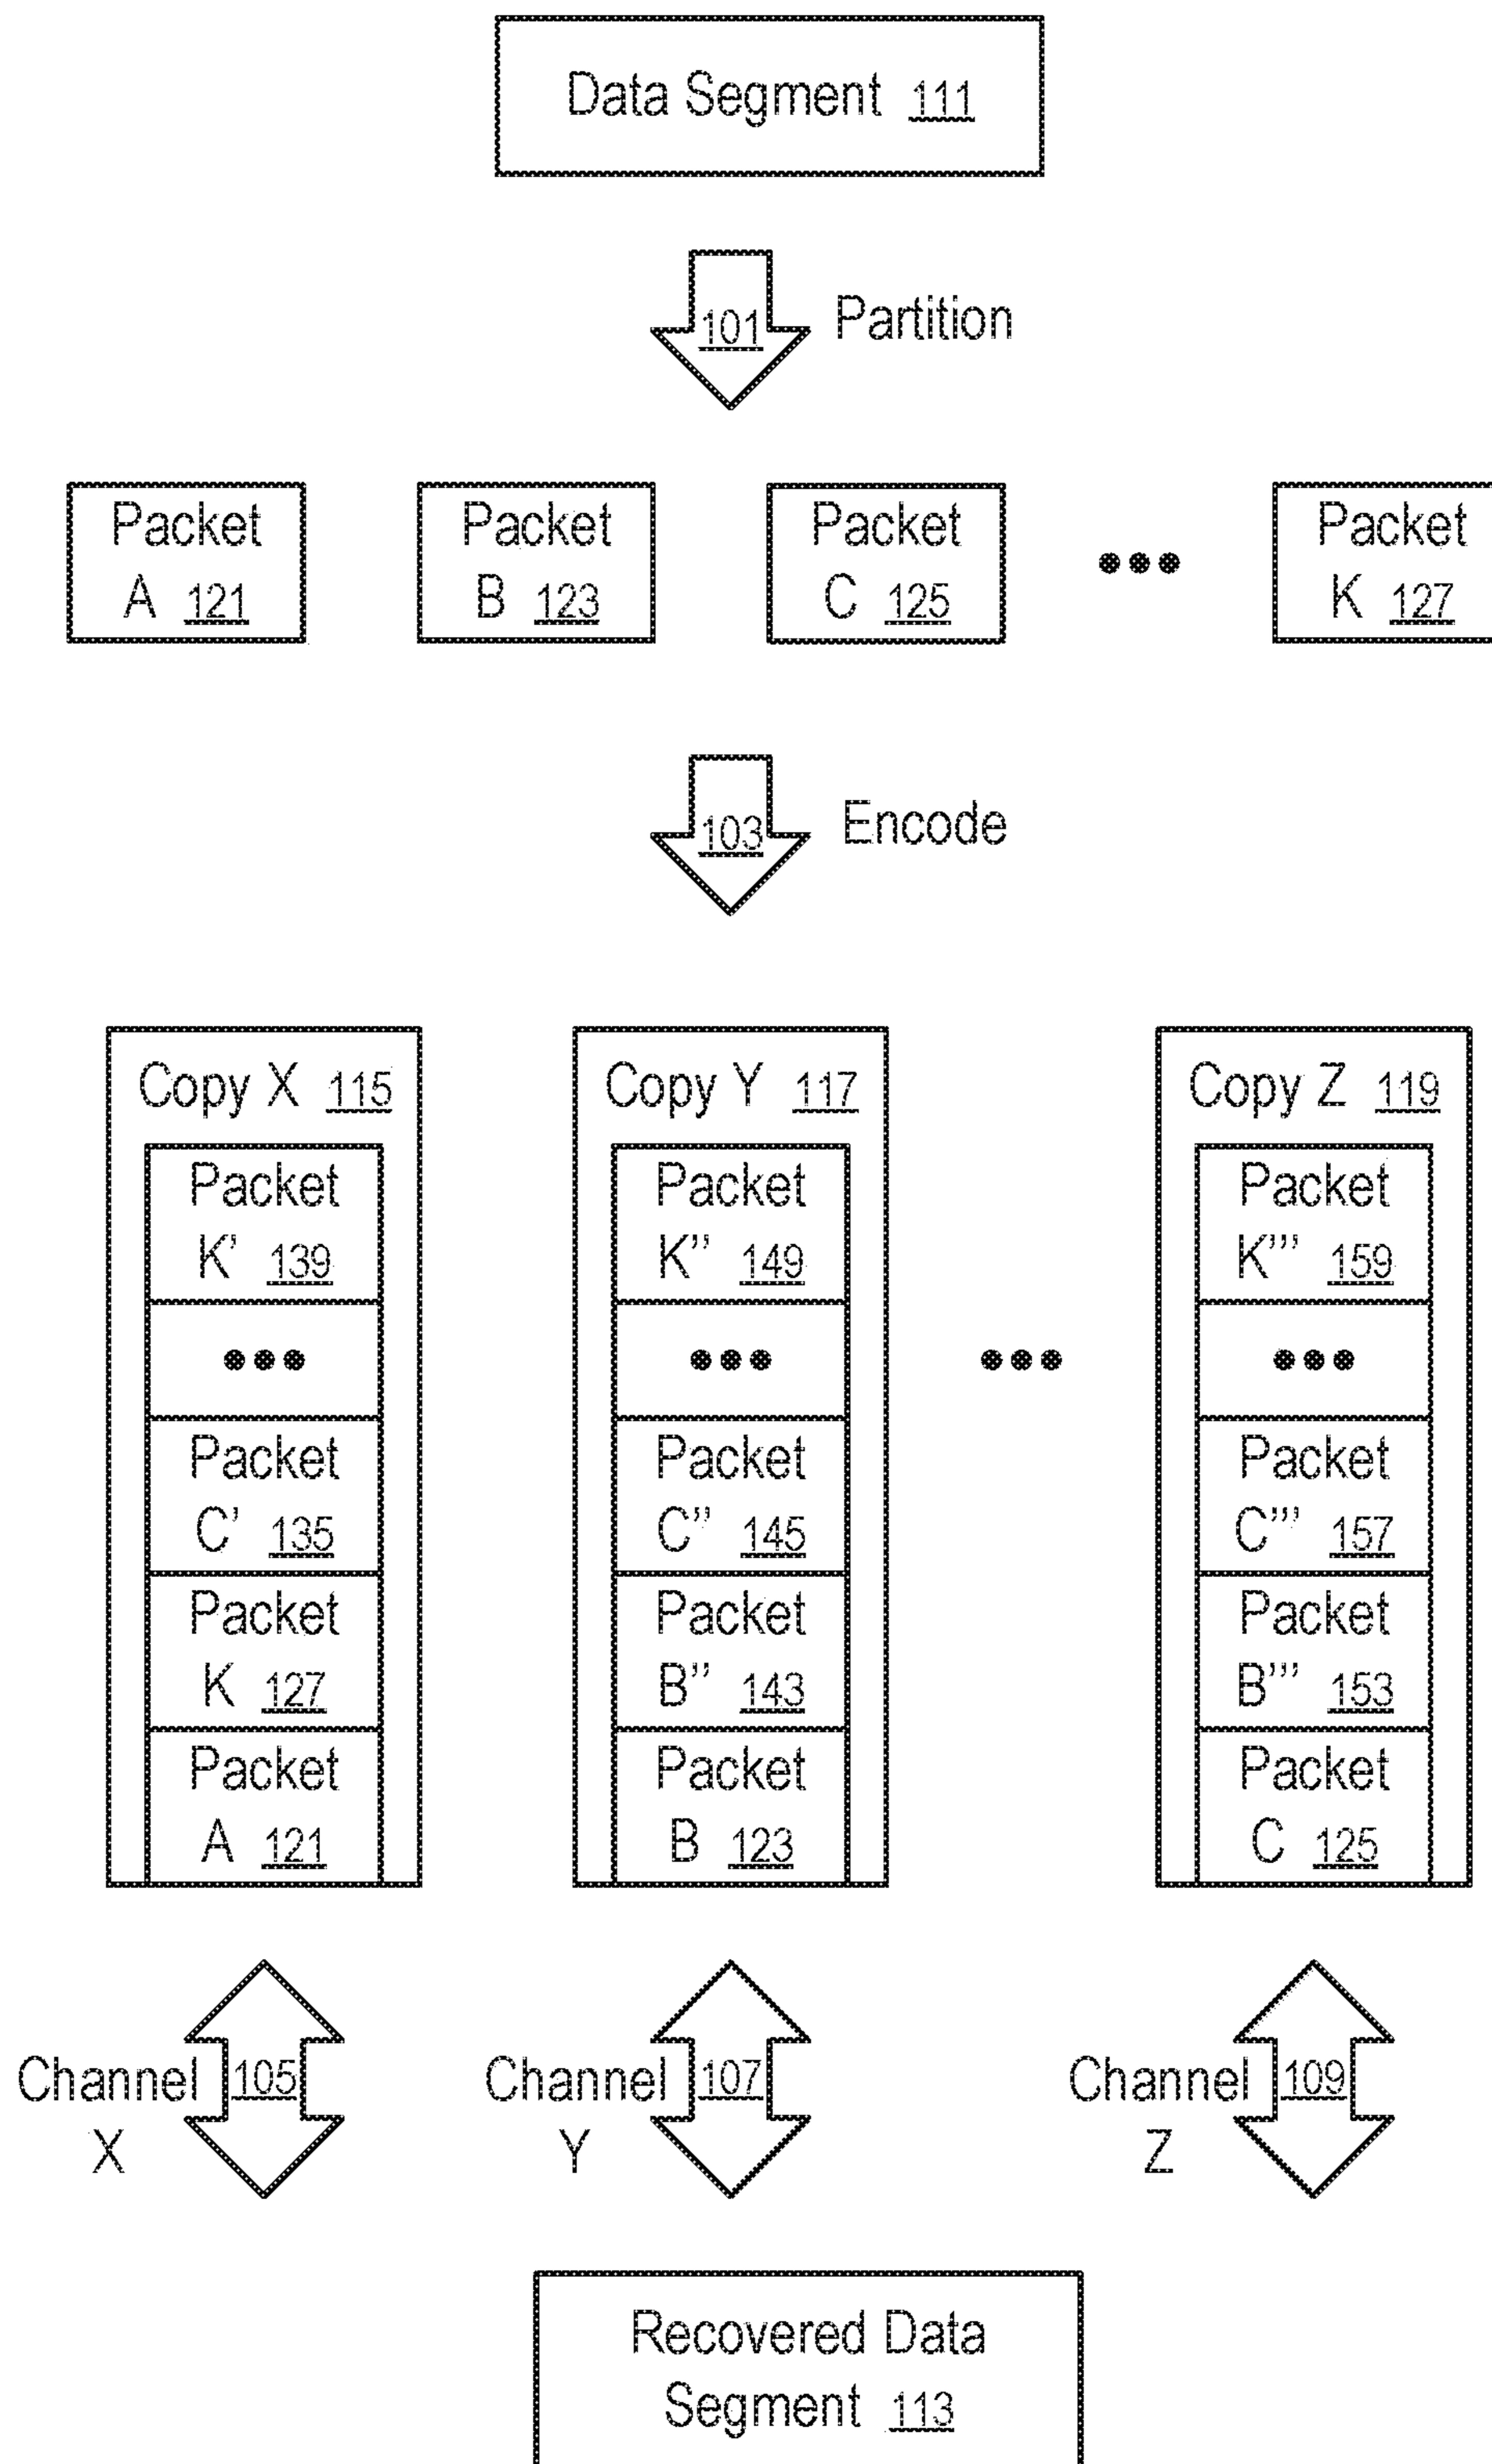 Data Segment 111
101 Partition
Packet
A 121
Packet
B 123
Packet
C 125
Packet
K 127
103 Encode
Copy X 115
Packet
K' 139
Packet
C' 135
Packet
K 127
Packet
A 121
Copy Y 117
Packet
K'' 149
Packet
C'' 145
Packet
B'' 143
Packet
B 123
Copy Z 119
Packet
K''' 159
Packet
C''' 157
Packet
B''' 153
Packet
C 125
Channel 105
X
Channel 107
Y
Channel 109
Z
Recovered Data
Segment 113